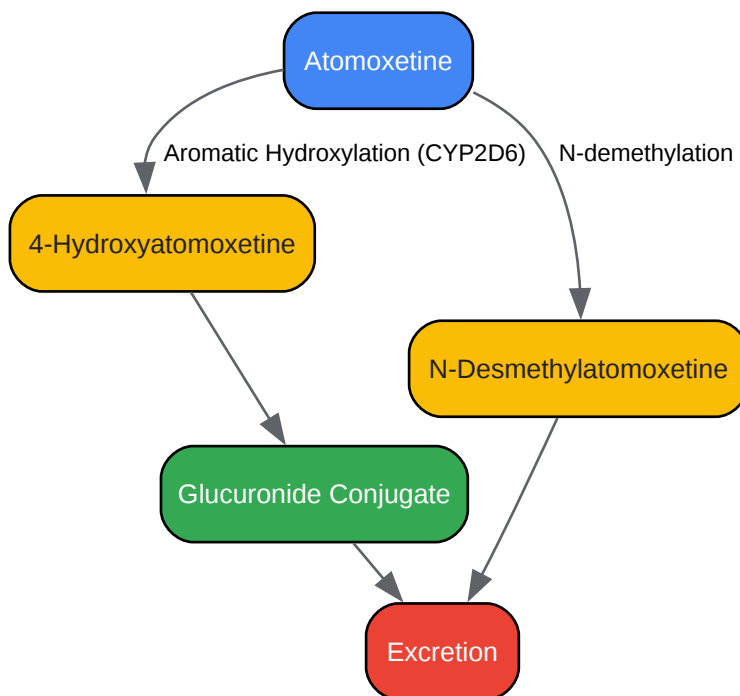 Atomoxetine
Aromatic Hydroxylation (CYP2D6)
N-demethylation
4-Hydroxyatomoxetine
N-Desmethylatomoxetine
Glucuronide Conjugate
Excretion